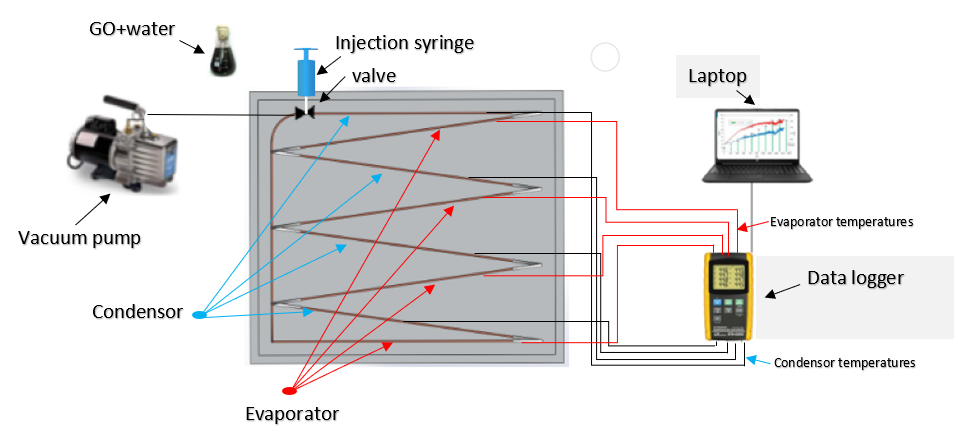 GO+water
Injection syringe
valve
Laptop
Vacuum pump
Evaporator temperatures
Data logger
Condensor
Condensor temperatures
Evaporator